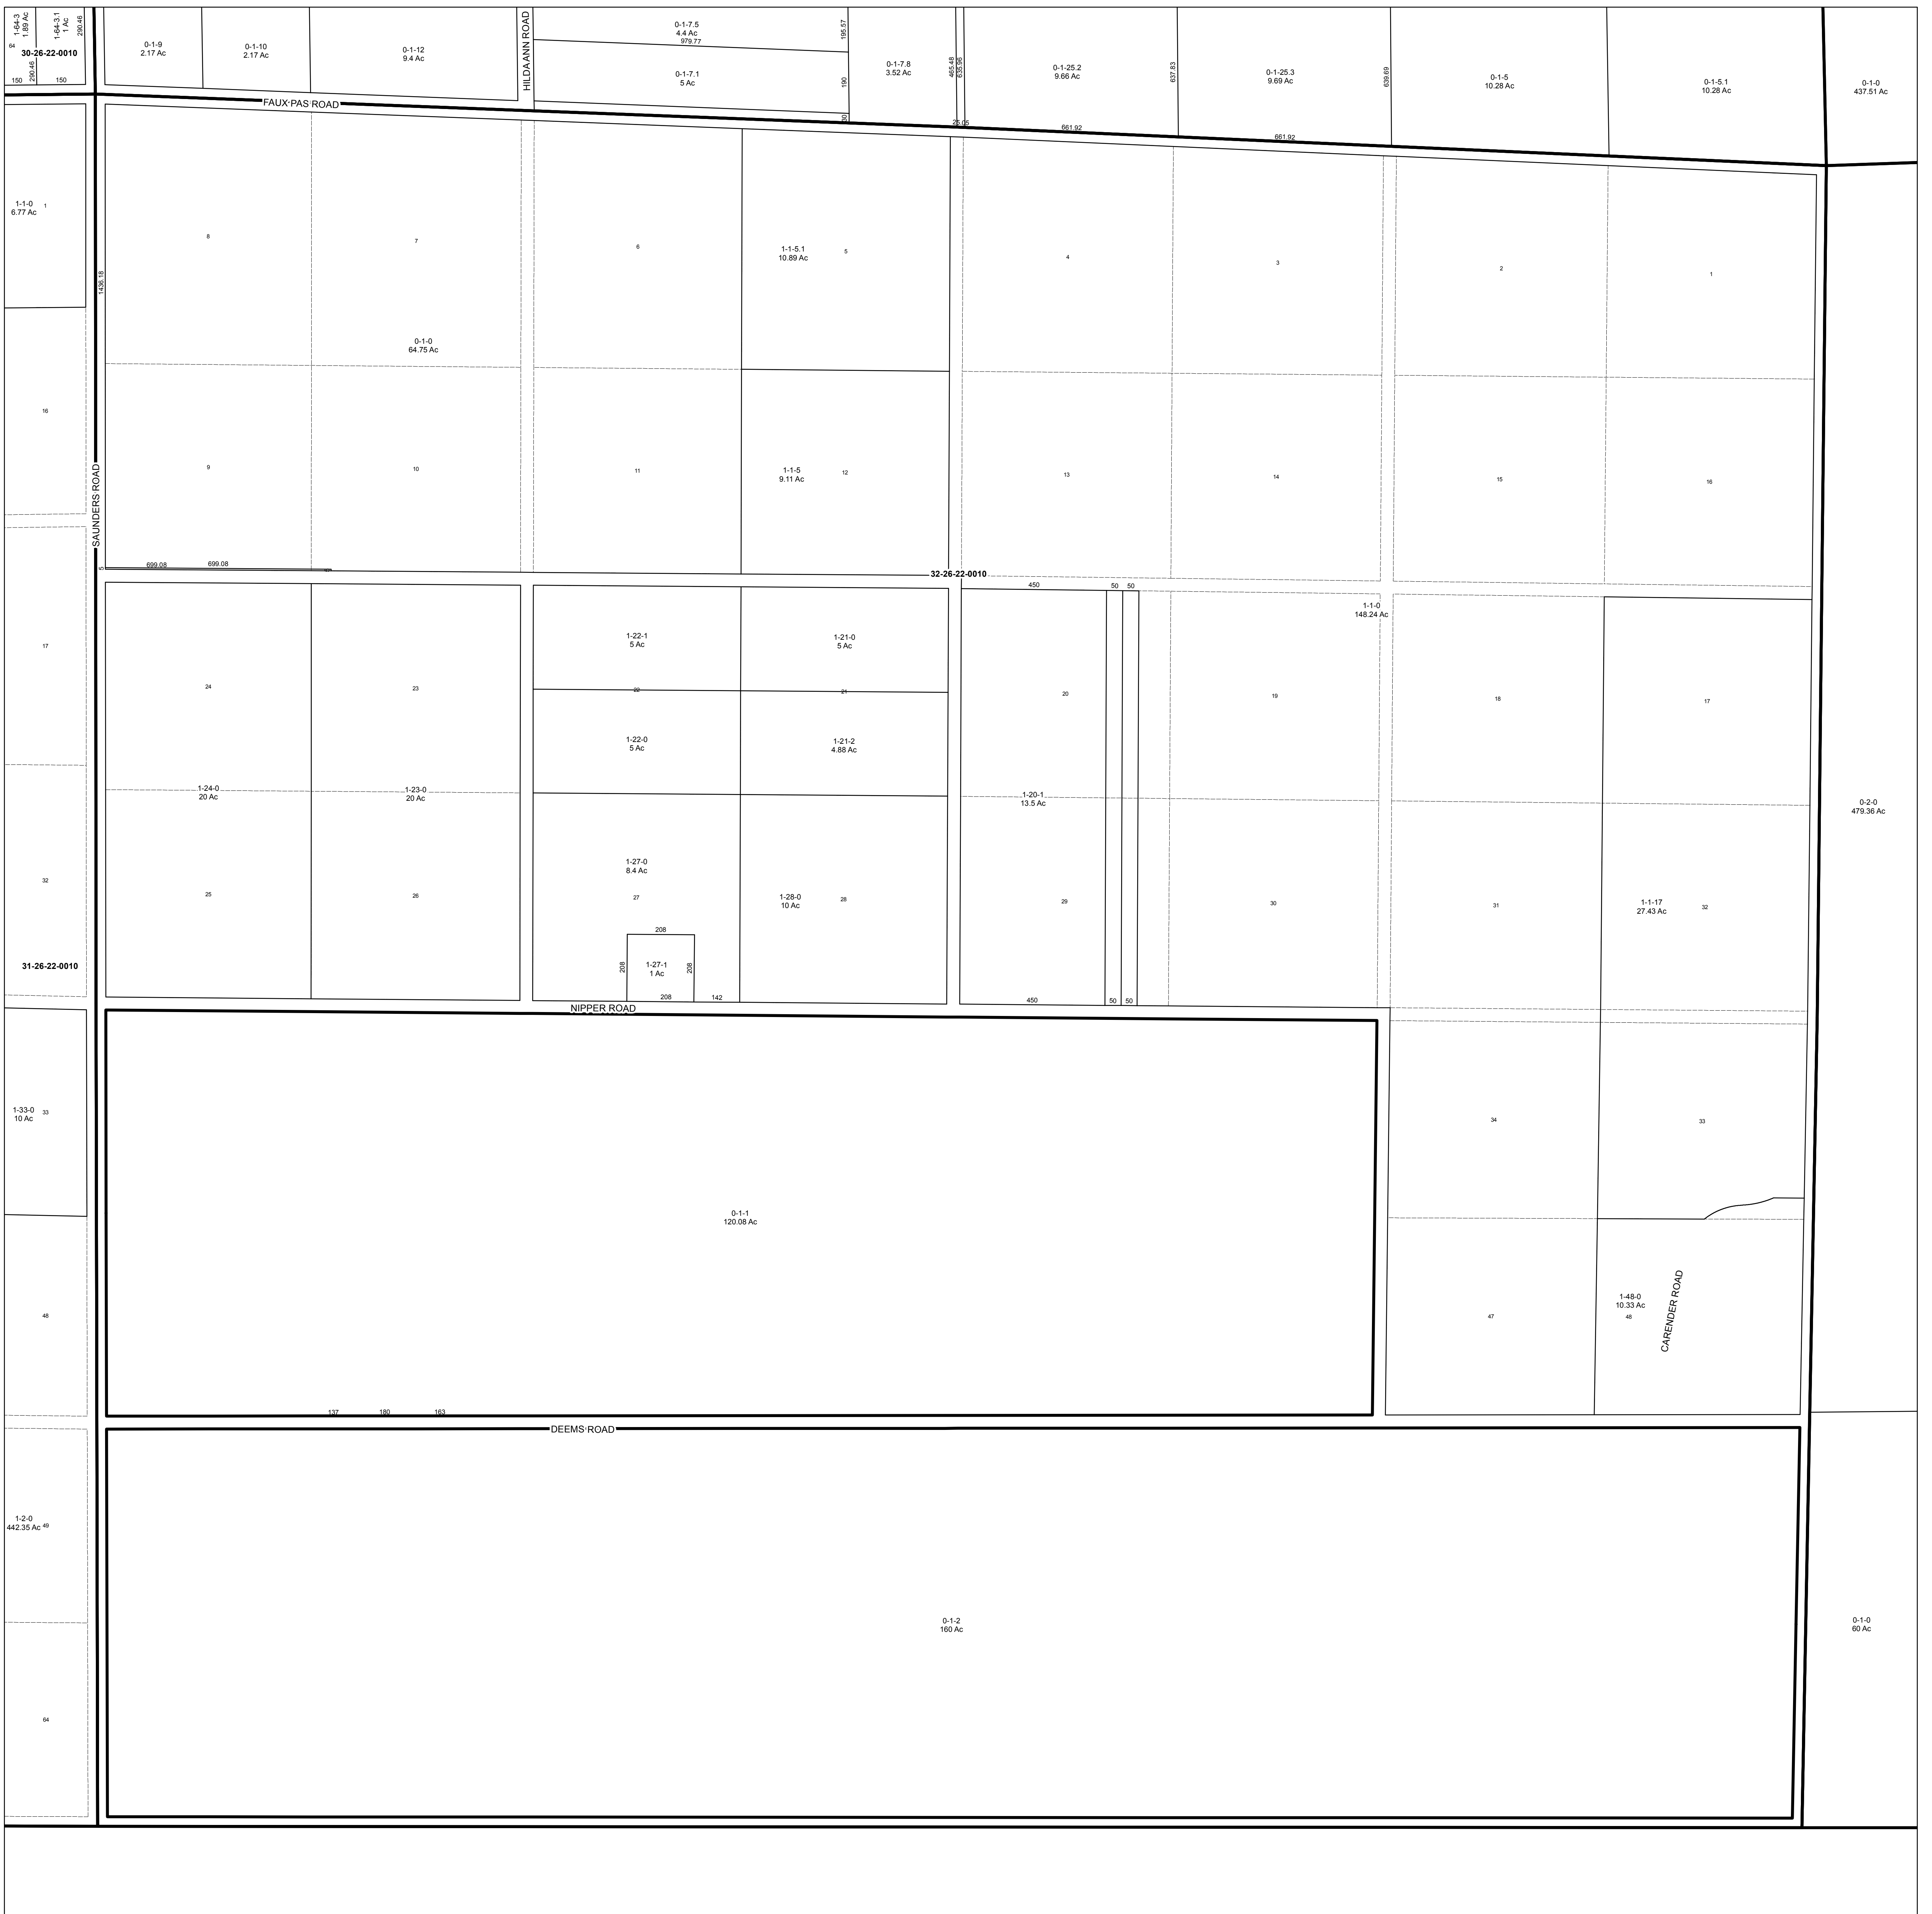 1-64-3
1.89 Ac
1-64-3.1
1 Ac
290.46
64
30-26-22-0010
290.46
150
150
0-1-9
2.17 Ac
0-1-10
2.17 Ac
0-1-12
9.4 Ac
HILDA ANN ROAD
0-1-7.5
4.4 Ac
979.77
195.57
0-1-7.1
5 Ac
190
30
0-1-7.8
3.52 Ac
465.48
635.96
25.05
0-1-25.2
9.66 Ac
661.92
637.83
0-1-25.3
9.69 Ac
661.92
639.69
0-1-5
10.28 Ac
0-1-5.1
10.28 Ac
0-1-0
437.51 Ac
FAUX PAS ROAD
1-1-0
6.77 Ac
1
1436.18
8
7
6
1-1-5.1
10.89 Ac
5
4
3
2
1
0-1-0
64.75 Ac
16
SAUNDERS ROAD
9
10
11
1-1-5
9.11 Ac
12
13
14
15
16
5
699.08
699.08
32-26-22-0010
450
50
50
1-1-0
148.24 Ac
17
24
23
1-22-1
5 Ac
22
1-21-0
5 Ac
21
20
19
18
17
1-22-0
5 Ac
1-21-2
4.88 Ac
1-24-0
20 Ac
1-23-0
20 Ac
1-20-1
13.5 Ac
0-2-0
479.36 Ac
32
25
26
1-27-0
8.4 Ac
27
1-28-0
10 Ac
28
29
30
31
1-1-17
27.43 Ac
32
31-26-22-0010
208
208
1-27-1
1 Ac
208
208
142
450
50
50
NIPPER ROAD
1-33-0
10 Ac
33
34
33
0-1-1
120.08 Ac
48
47
1-48-0
10.33 Ac
48
CARENDER ROAD
137
180
163
DEEMS ROAD
1-2-0
442.35 Ac
49
0-1-2
160 Ac
0-1-0
60 Ac
64